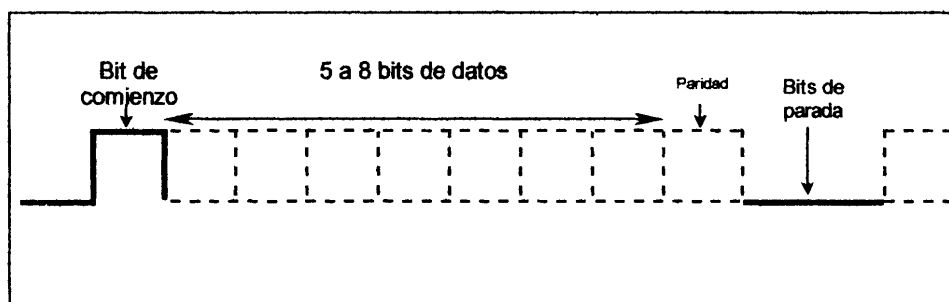 Bit de
comienzo
5 a 8 bits de datos
Paridad
Bits de
parada